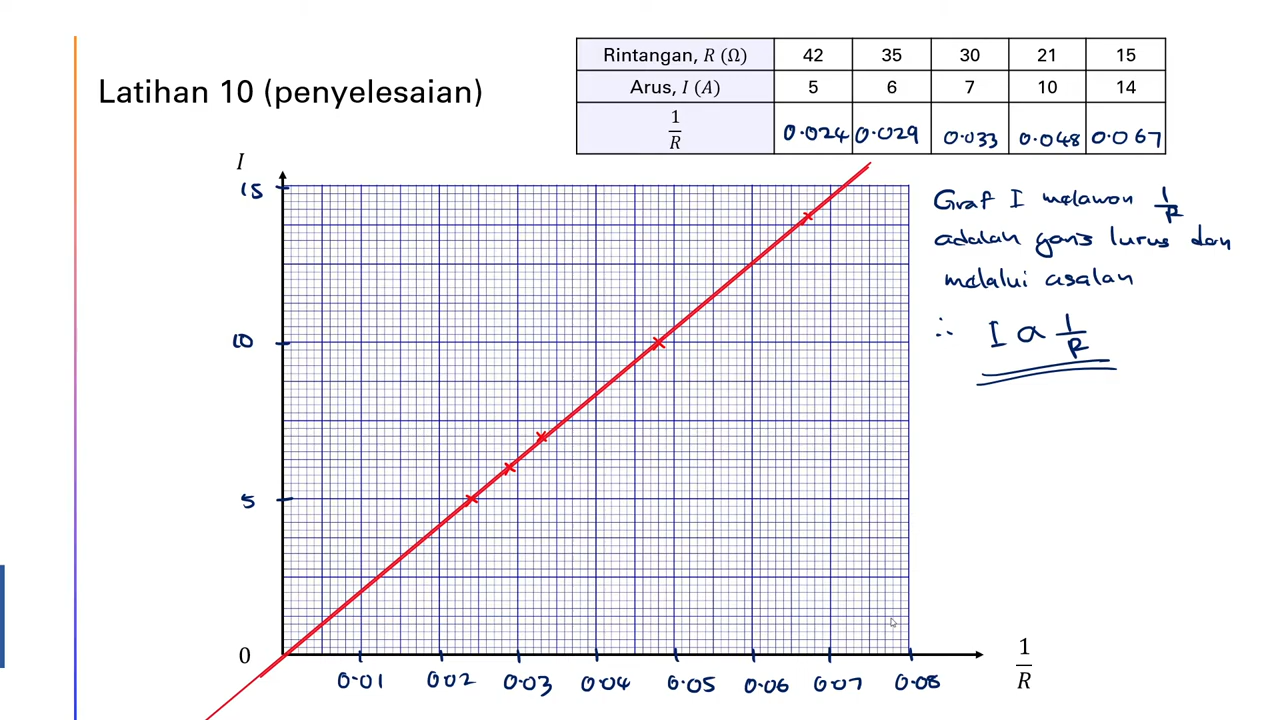 Latihan 10 (penyelesaian)
Rintangan, R (Ω) 42 35 30 21 15
Arus, I (A) 5 6 7 10 14
1/R 0.024 0.029 0.033 0.048 0.067
I
15
10
5
0
0.01 0.02 0.03 0.04 0.05 0.06 0.07 0.08
1/R
Graf I melawan 1/R
adalah garis lurus dan
melalui asalan
∴ I α 1/R